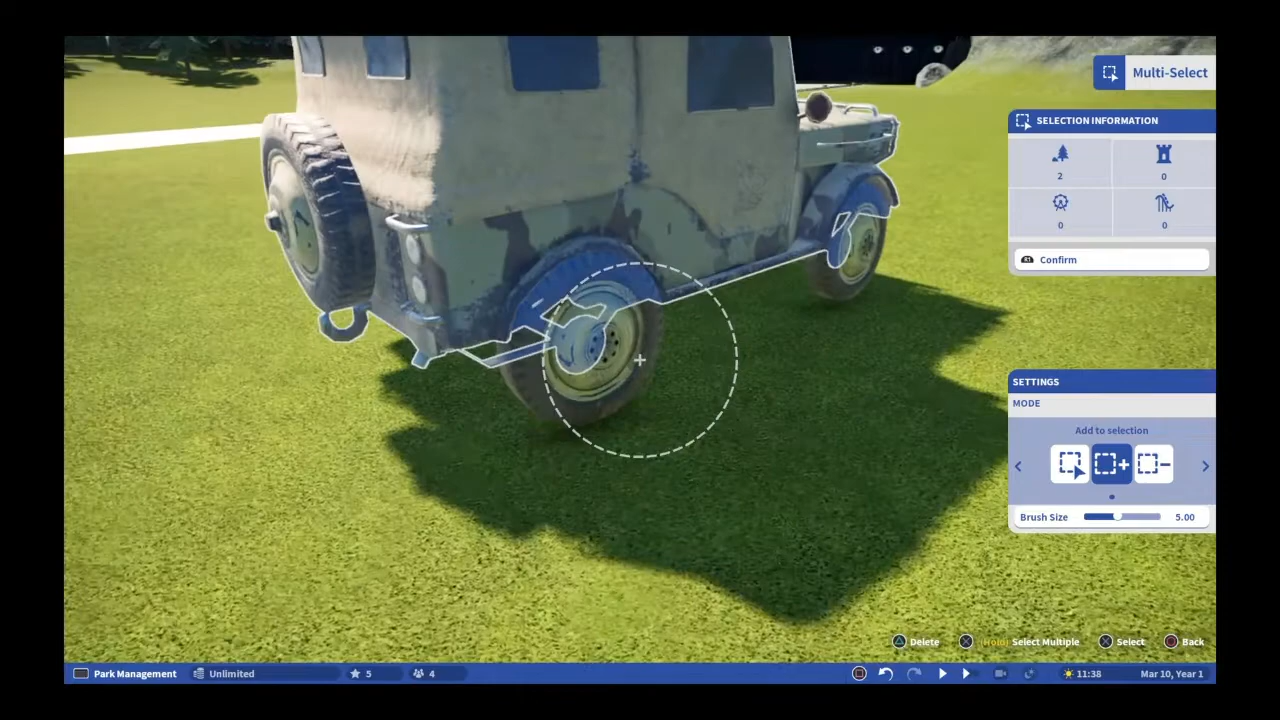 Multi-Select
SELECTION INFORMATION
2
0
0
0
R1 Confirm
SETTINGS
MODE
Add to selection
Brush Size 5.00
Delete (Hold) Select Multiple Select Back
Park Management Unlimited 5 4 11:38 Mar 10, Year 1